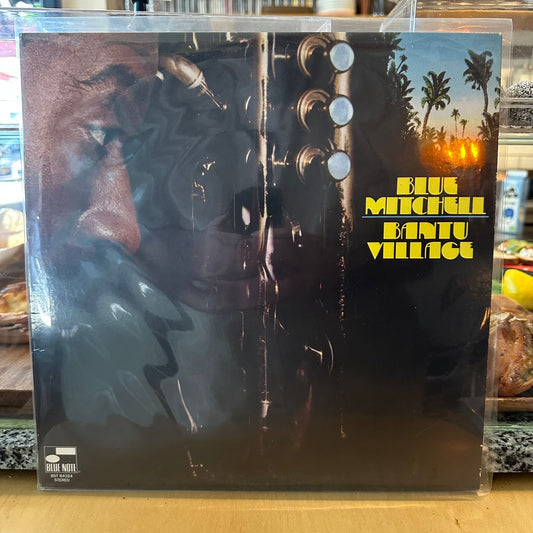 BLUE
MITCHELL
BANTU
VILLAGE
BLUE NOTE
BST 84324
STEREO